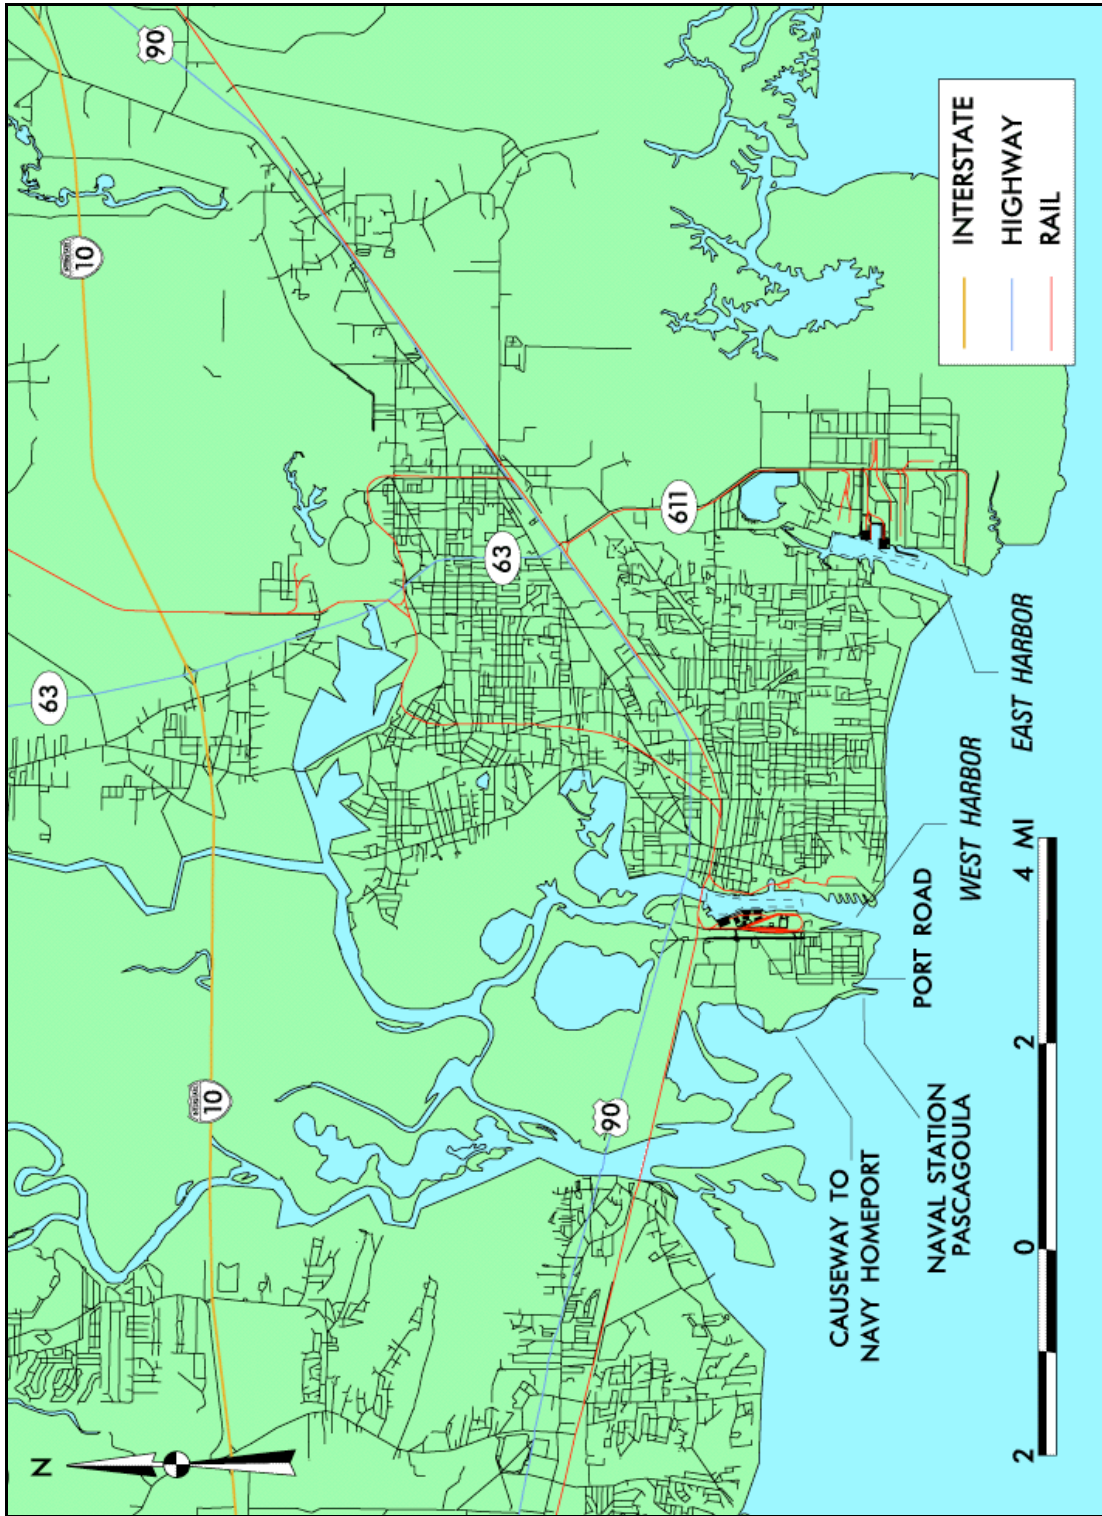 N
10
90
63
10
63
611
90
INTERSTATE
HIGHWAY
RAIL
EAST HARBOR
WEST HARBOR
PORT ROAD
CAUSEWAY TO
NAVY HOMEPORT
NAVAL STATION
PASCAGOULA
2 0 2 4 MI